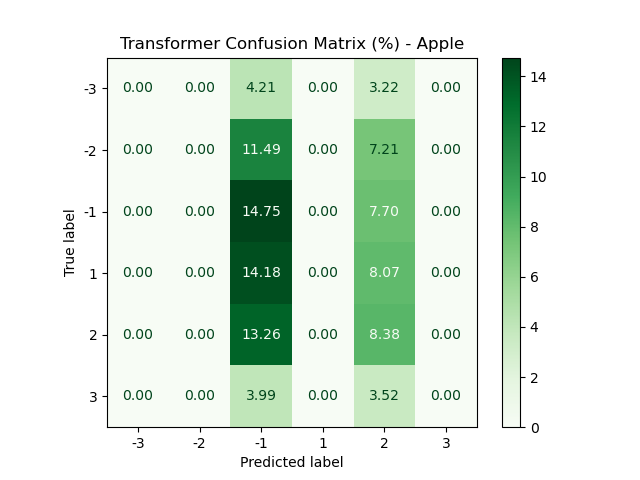 Transformer Confusion Matrix (%) - Apple
-3 0.00 0.00 4.21 0.00 3.22 0.00
-2 0.00 0.00 11.49 0.00 7.21 0.00
-1 0.00 0.00 14.75 0.00 7.70 0.00
1 0.00 0.00 14.18 0.00 8.07 0.00
2 0.00 0.00 13.26 0.00 8.38 0.00
3 0.00 0.00 3.99 0.00 3.52 0.00
-3 -2 -1 1 2 3
True label
Predicted label
14
12
10
8
6
4
2
0